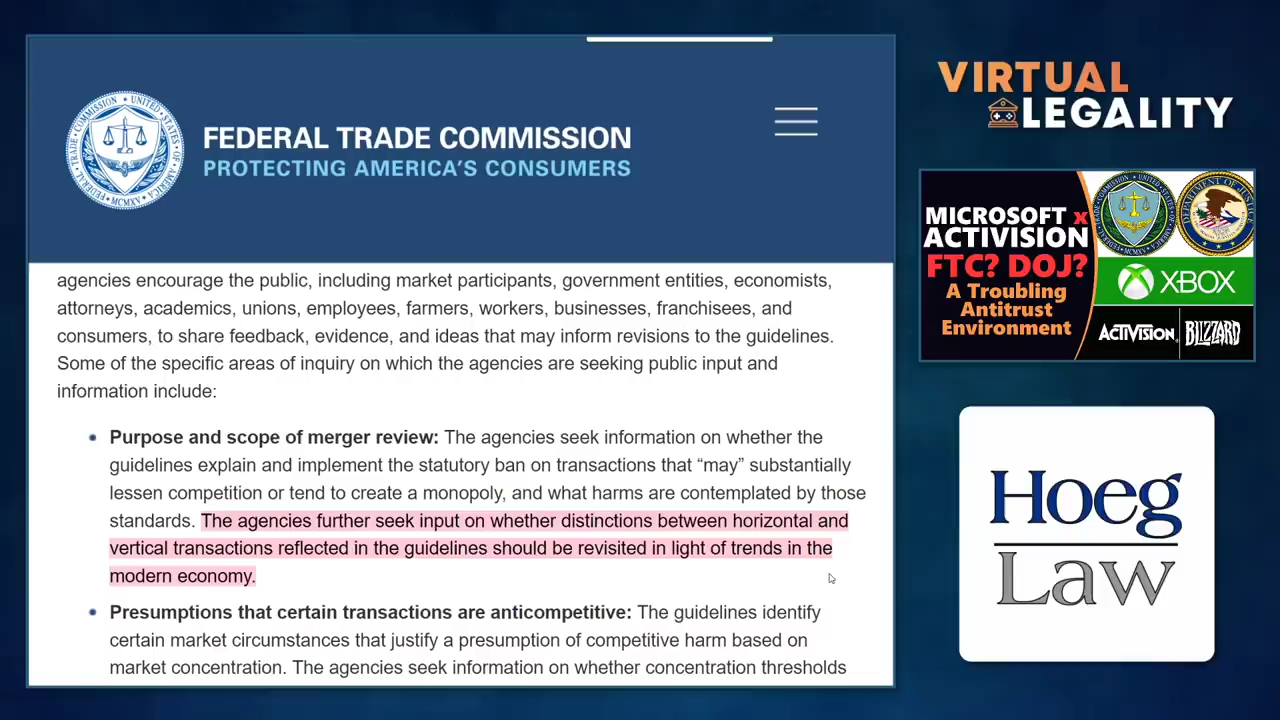 FEDERAL TRADE COMMISSION
PROTECTING AMERICA'S CONSUMERS
agencies encourage the public, including market participants, government entities, economists,
attorneys, academics, unions, employees, farmers, workers, businesses, franchisees, and
consumers, to share feedback, evidence, and ideas that may inform revisions to the guidelines.
Some of the specific areas of inquiry on which the agencies are seeking public input and
information include:
• Purpose and scope of merger review: The agencies seek information on whether the
guidelines explain and implement the statutory ban on transactions that “may” substantially
lessen competition or tend to create a monopoly, and what harms are contemplated by those
standards. The agencies further seek input on whether distinctions between horizontal and
vertical transactions reflected in the guidelines should be revisited in light of trends in the
modern economy.
• Presumptions that certain transactions are anticompetitive: The guidelines identify
certain market circumstances that justify a presumption of competitive harm based on
market concentration. The agencies seek information on whether concentration thresholds
VIRTUAL
LEGALITY
MICROSOFT x
ACTIVISION
FTC? DOJ?
A Troubling
Antitrust
Environment
XBOX
ACTIVISION
BLIZZARD
Hoeg
Law